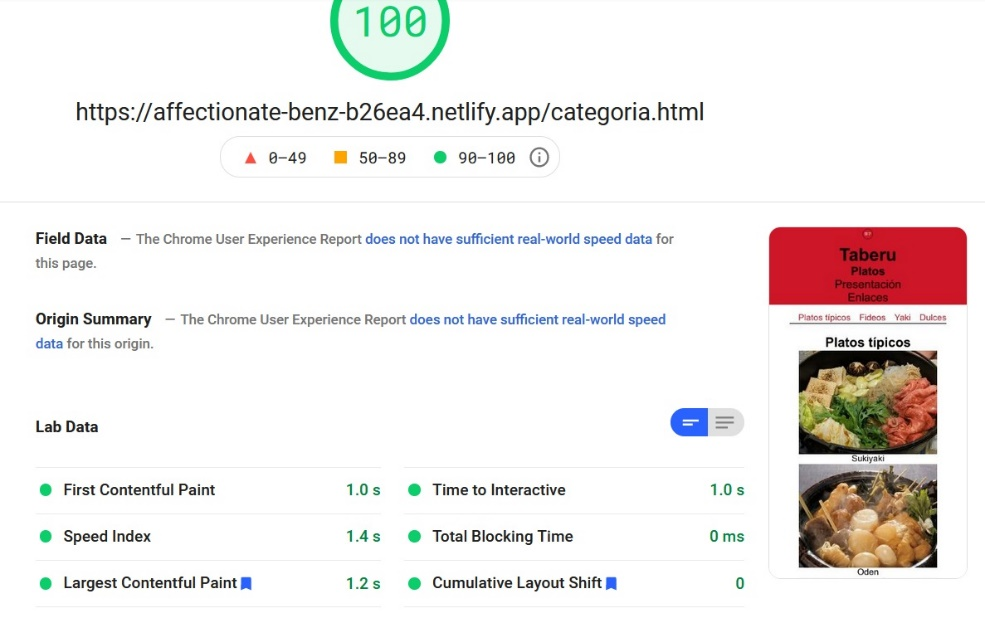 100
https://affectionate-benz-b26ea4.netlify.app/categoria.html
0–49 50–89 90–100
Field Data — The Chrome User Experience Report does not have sufficient real-world speed data for
this page.
Origin Summary — The Chrome User Experience Report does not have sufficient real-world speed
data for this origin.
Lab Data
First Contentful Paint 1.0 s
Time to Interactive 1.0 s
Speed Index 1.4 s
Total Blocking Time 0 ms
Largest Contentful Paint 1.2 s
Cumulative Layout Shift 0
Taberu
Platos
Presentación
Enlaces
Platos típicos Fideos Yaki Dulces
Platos típicos
Sukiyaki
Oden